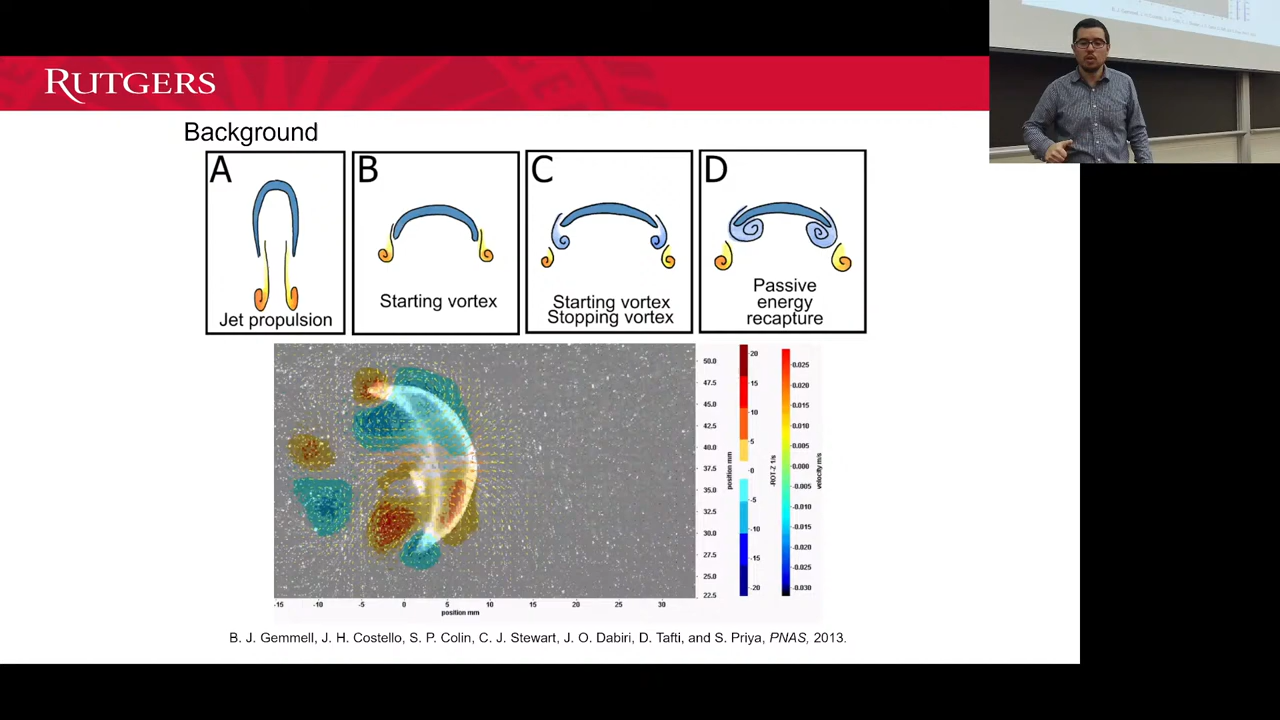 RUTGERS
Background
A
B
C
D
Jet propulsion
Starting vortex
Starting vortex
Stopping vortex
Passive
energy
recapture
50.0
47.5
45.0
42.5
40.0
37.5
35.0
32.5
30.0
27.5
25.0
22.5
position mm
20
15
10
5
0
-5
-10
-15
-20
-ROT-Z 1/s
0.025
0.020
0.015
0.010
0.005
0.000
-0.005
-0.010
-0.015
-0.020
-0.025
-0.030
velocity m/s
-15 -10 -5 0 5 10 15 20 25 30
position mm
B. J. Gemmell, J. H. Costello, S. P. Colin, C. J. Stewart, J. O. Dabiri, D. Tafti, and S. Priya, PNAS, 2013.